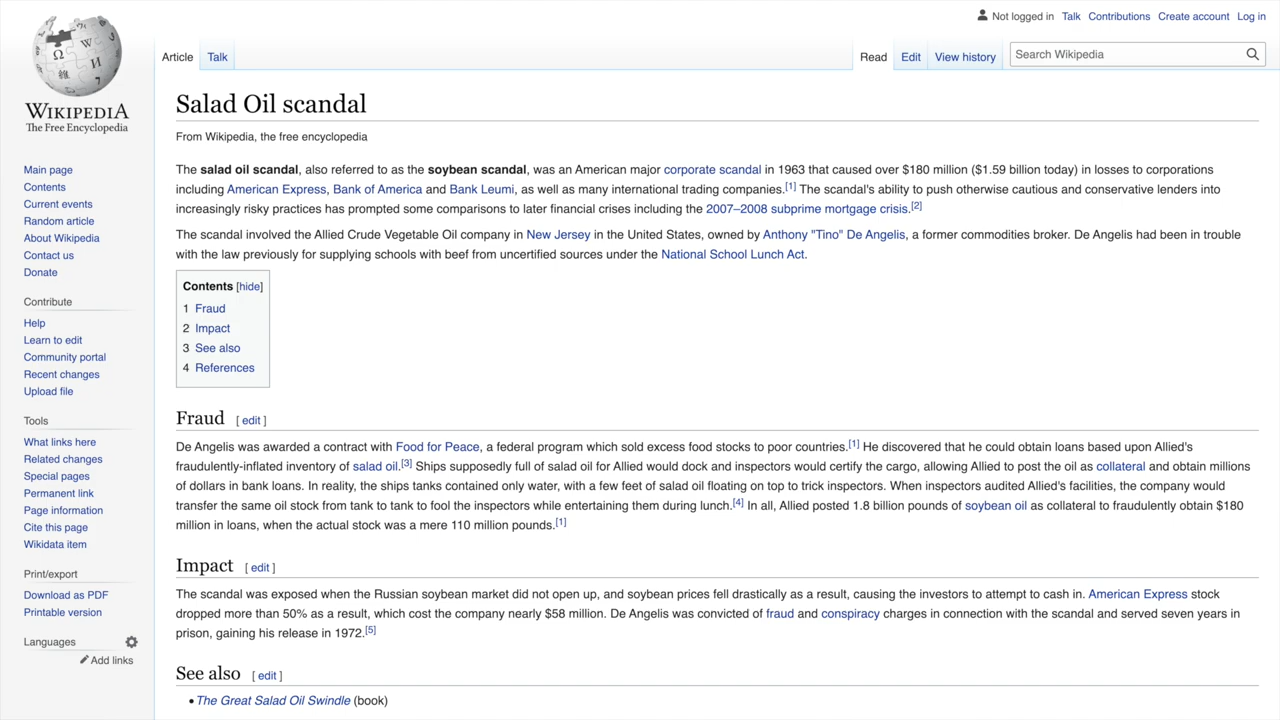 Not logged in Talk Contributions Create account Log in
Article Talk Read Edit View history Search Wikipedia
WIKIPEDIA
The Free Encyclopedia
Main page
Contents
Current events
Random article
About Wikipedia
Contact us
Donate
Contribute
Help
Learn to edit
Community portal
Recent changes
Upload file
Tools
What links here
Related changes
Special pages
Permanent link
Page information
Cite this page
Wikidata item
Print/export
Download as PDF
Printable version
Languages
Add links
Salad Oil scandal
From Wikipedia, the free encyclopedia
The salad oil scandal, also referred to as the soybean scandal, was an American major corporate scandal in 1963 that caused over $180 million ($1.59 billion today) in losses to corporations
including American Express, Bank of America and Bank Leumi, as well as many international trading companies.[1] The scandal's ability to push otherwise cautious and conservative lenders into
increasingly risky practices has prompted some comparisons to later financial crises including the 2007–2008 subprime mortgage crisis.[2]
The scandal involved the Allied Crude Vegetable Oil company in New Jersey in the United States, owned by Anthony "Tino" De Angelis, a former commodities broker. De Angelis had been in trouble
with the law previously for supplying schools with beef from uncertified sources under the National School Lunch Act.
Contents [hide]
1 Fraud
2 Impact
3 See also
4 References
Fraud [ edit ]
De Angelis was awarded a contract with Food for Peace, a federal program which sold excess food stocks to poor countries.[1] He discovered that he could obtain loans based upon Allied's
fraudulently-inflated inventory of salad oil.[3] Ships supposedly full of salad oil for Allied would dock and inspectors would certify the cargo, allowing Allied to post the oil as collateral and obtain millions
of dollars in bank loans. In reality, the ships tanks contained only water, with a few feet of salad oil floating on top to trick inspectors. When inspectors audited Allied's facilities, the company would
transfer the same oil stock from tank to tank to fool the inspectors while entertaining them during lunch.[4] In all, Allied posted 1.8 billion pounds of soybean oil as collateral to fraudulently obtain $180
million in loans, when the actual stock was a mere 110 million pounds.[1]
Impact [ edit ]
The scandal was exposed when the Russian soybean market did not open up, and soybean prices fell drastically as a result, causing the investors to attempt to cash in. American Express stock
dropped more than 50% as a result, which cost the company nearly $58 million. De Angelis was convicted of fraud and conspiracy charges in connection with the scandal and served seven years in
prison, gaining his release in 1972.[5]
See also [ edit ]
• The Great Salad Oil Swindle (book)